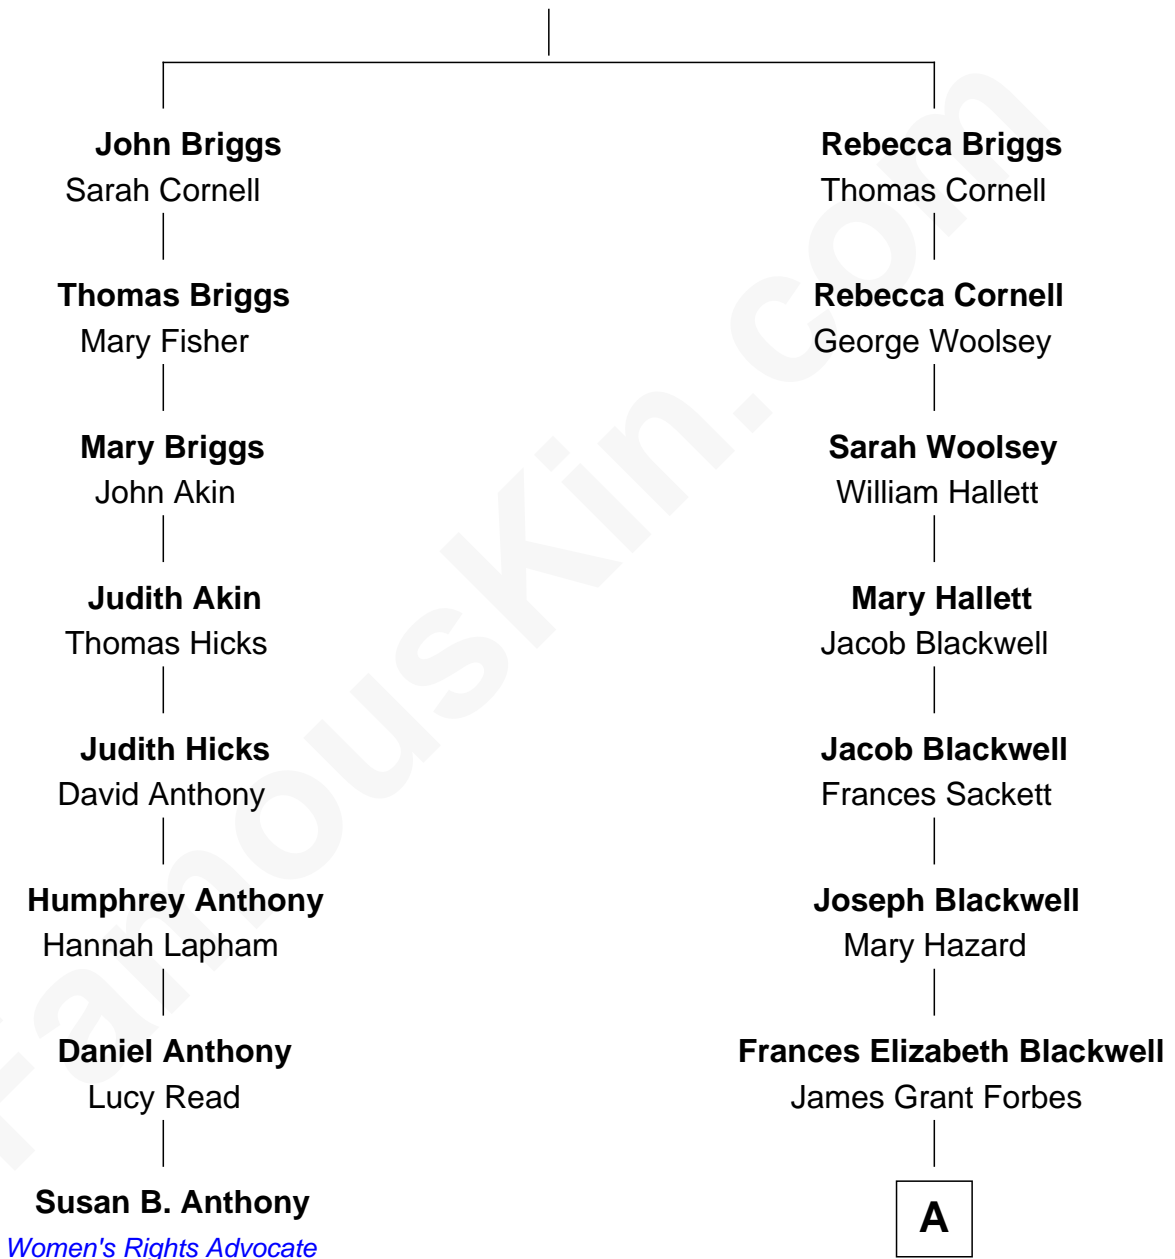 John Briggs
Sarah Cornell
Thomas Briggs
Mary Fisher
Mary Briggs
John Akin
Judith Akin
Thomas Hicks
Judith Hicks
David Anthony
Humphrey Anthony
Hannah Lapham
Daniel Anthony
Lucy Read
Susan B. Anthony
Women's Rights Advocate
Rebecca Briggs
Thomas Cornell
Rebecca Cornell
George Woolsey
Sarah Woolsey
William Hallett
Mary Hallett
Jacob Blackwell
Jacob Blackwell
Frances Sackett
Joseph Blackwell
Mary Hazard
Frances Elizabeth Blackwell
James Grant Forbes
A
FamousKin.com